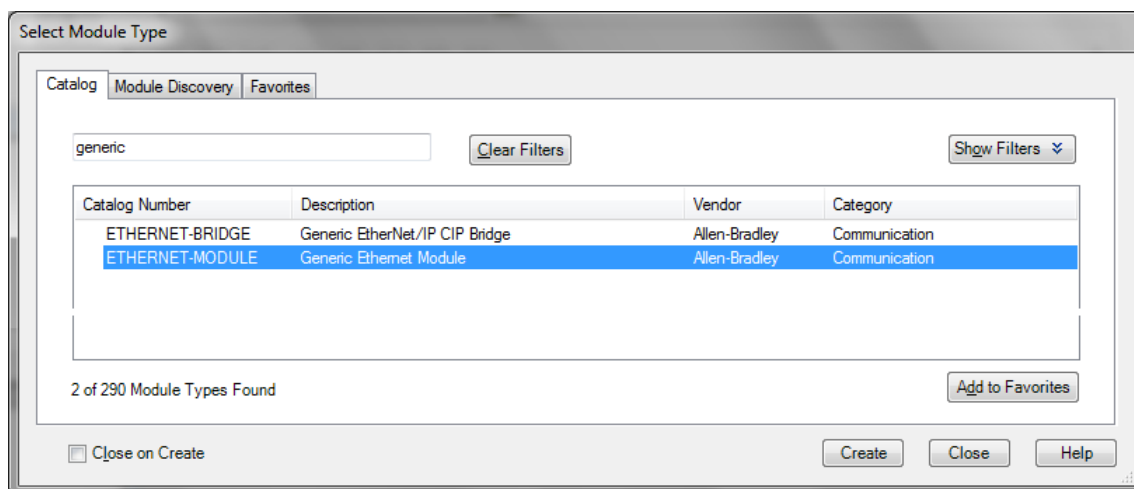 Select Module Type
Catalog Module Discovery Favorites
generic Clear Filters Show Filters
Catalog Number Description Vendor Category
ETHERNET-BRIDGE Generic EtherNet/IP CIP Bridge Allen-Bradley Communication
ETHERNET-MODULE Generic Ethernet Module Allen-Bradley Communication
2 of 290 Module Types Found Add to Favorites
Close on Create Create Close Help